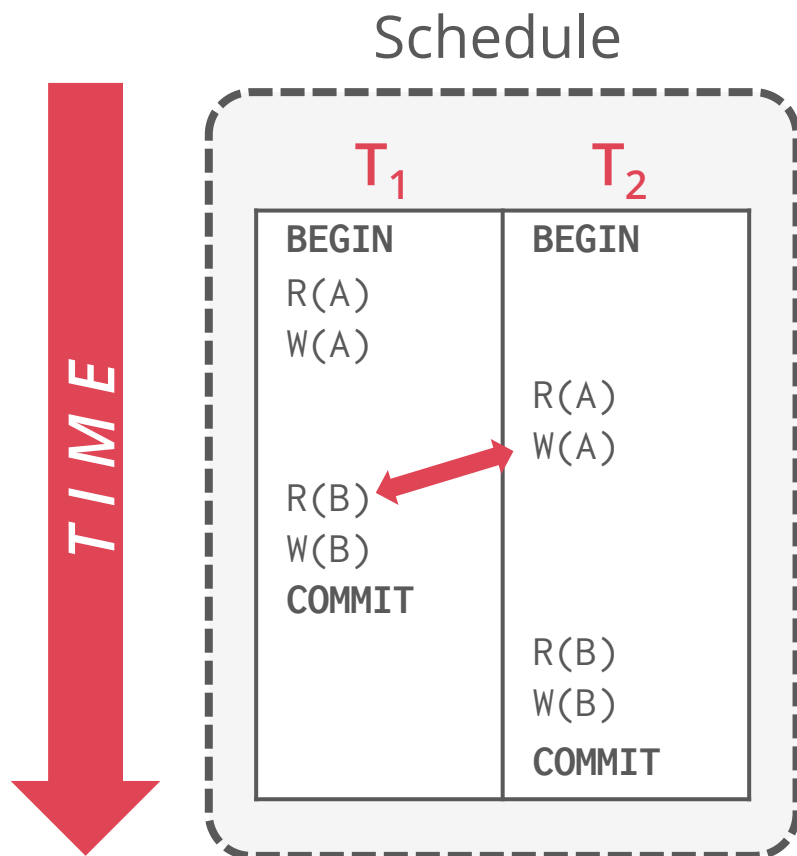 Schedule
TIME
T1 T2
BEGIN BEGIN
R(A)
W(A)
R(A)
W(A)
R(B)
W(B)
COMMIT
R(B)
W(B)
COMMIT